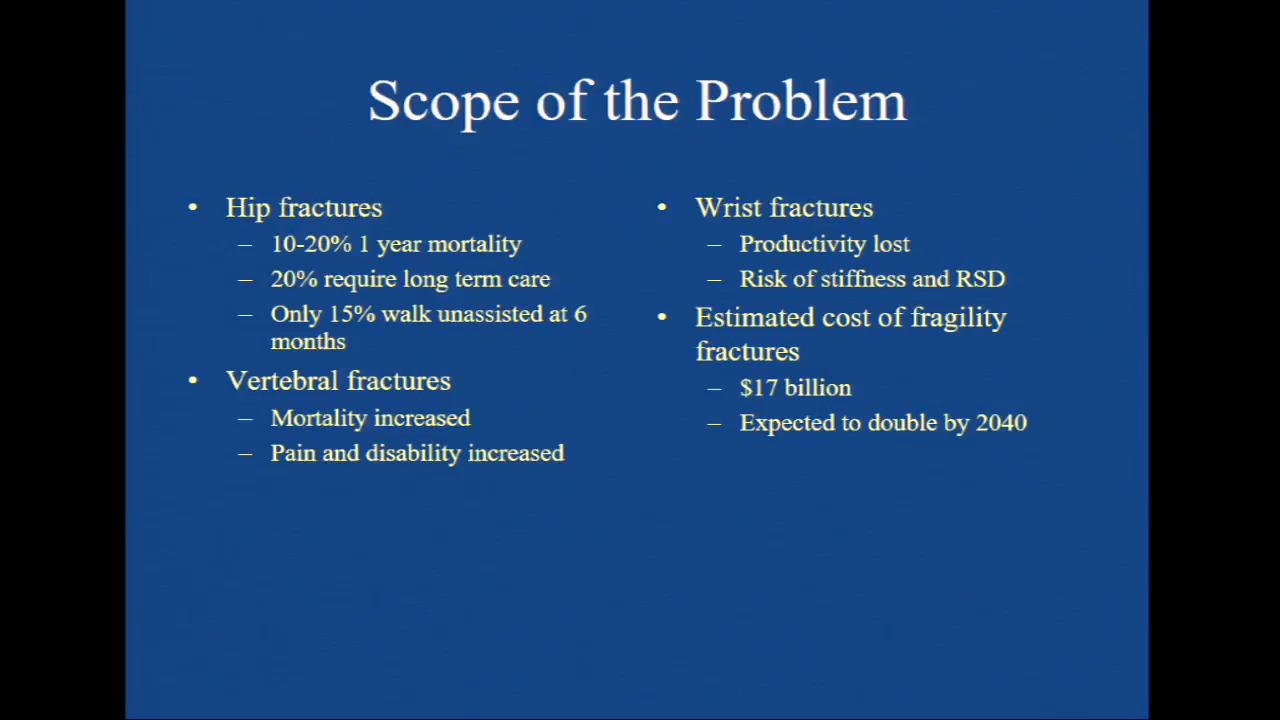 Scope of the Problem
• Hip fractures
– 10-20% 1 year mortality
– 20% require long term care
– Only 15% walk unassisted at 6
months
• Vertebral fractures
– Mortality increased
– Pain and disability increased
• Wrist fractures
– Productivity lost
– Risk of stiffness and RSD
• Estimated cost of fragility
fractures
– $17 billion
– Expected to double by 2040